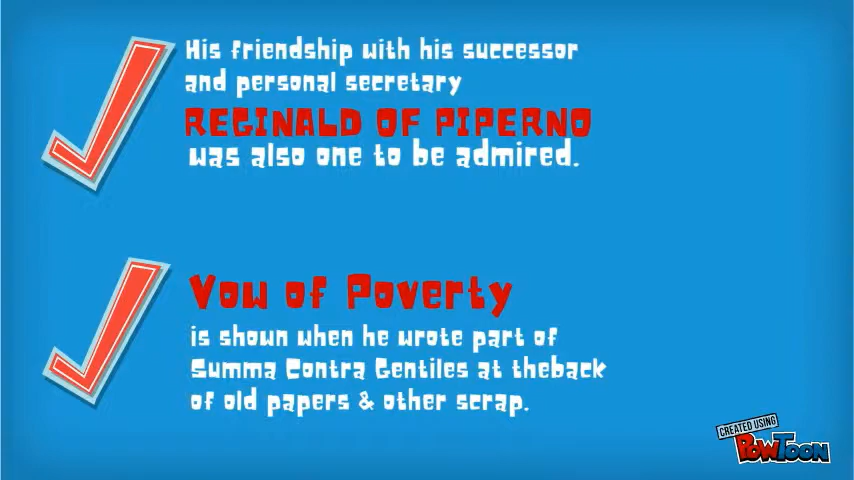 His friendship with his successor
and personal secretary
REGINALD OF PIPERNO
was also one to be admired.
Vow of Poverty
is shown when he wrote part of
Summa Contra Gentiles at theback
of old papers & other scrap.
CREATED USING
POWTOON